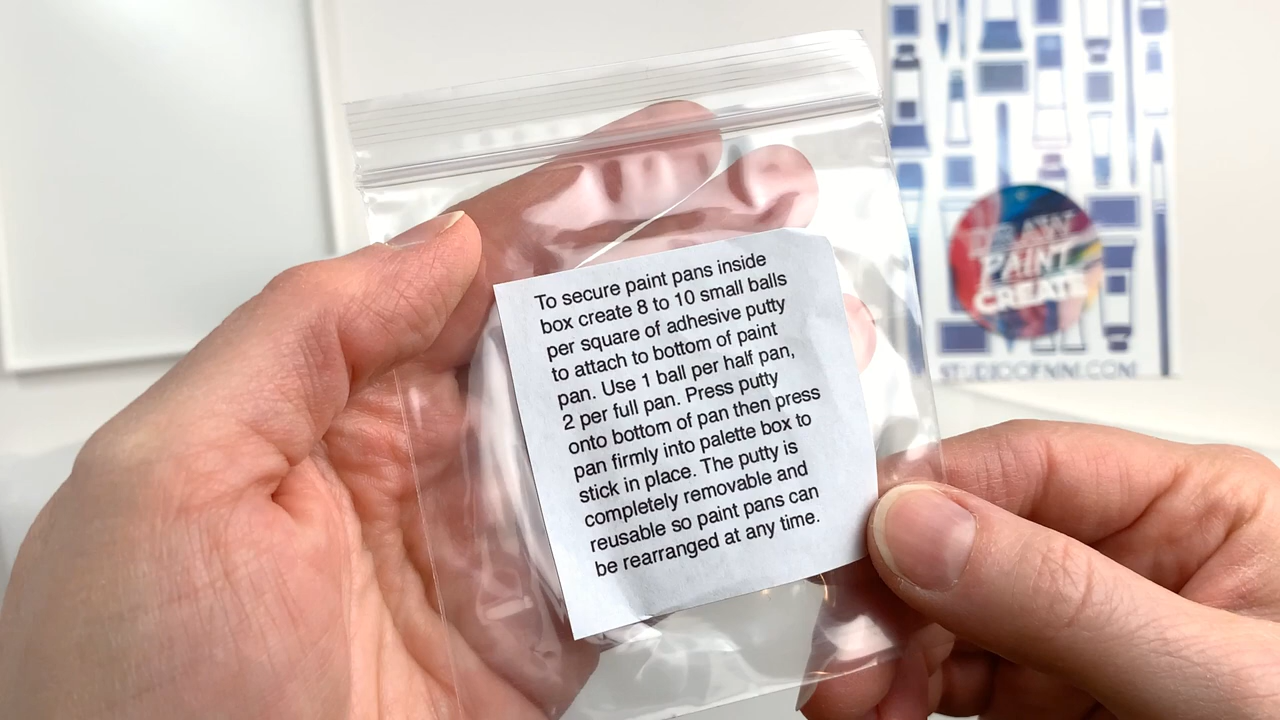 To secure paint pans inside
box create 8 to 10 small balls
per square of adhesive putty
to attach to bottom of paint
pan. Use 1 ball per half pan,
2 per full pan. Press putty
onto bottom of pan then press
pan firmly into palette box to
stick in place. The putty is
completely removable and
reusable so paint pans can
be rearranged at any time.
DRAW
PAINT
CREATE